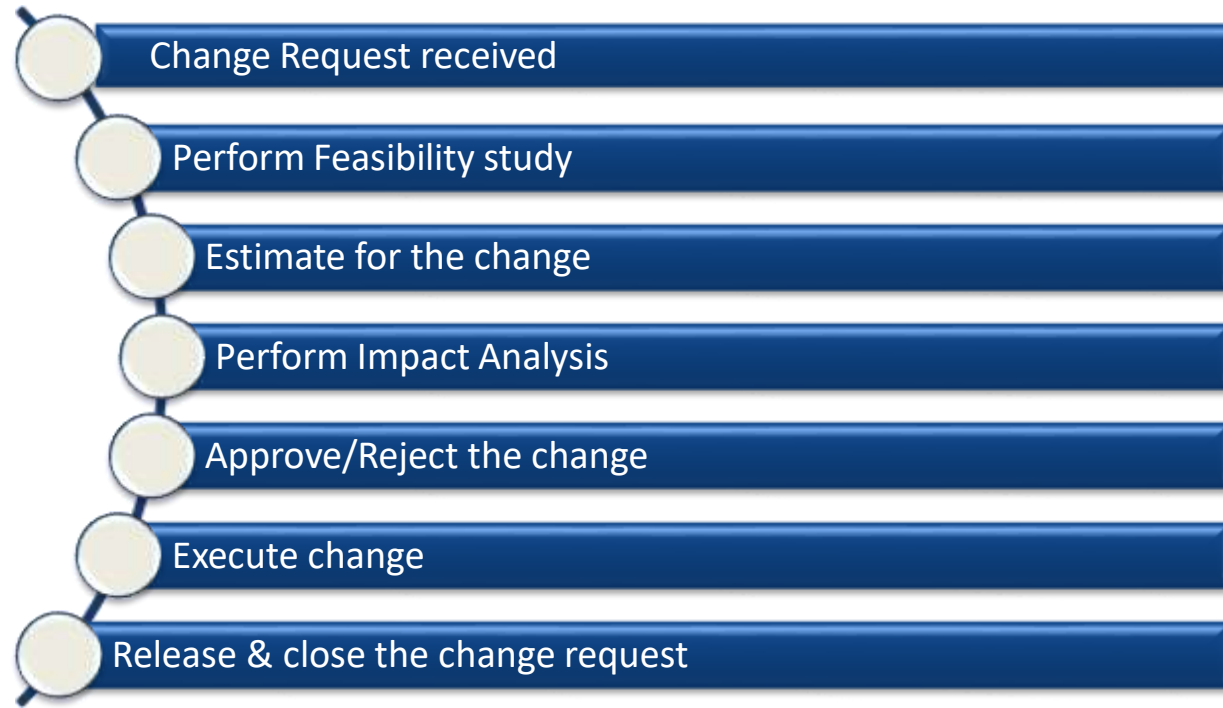 Change Request received
Perform Feasibility study
Estimate for the change
Perform Impact Analysis
Approve/Reject the change
Execute change
Release & close the change request